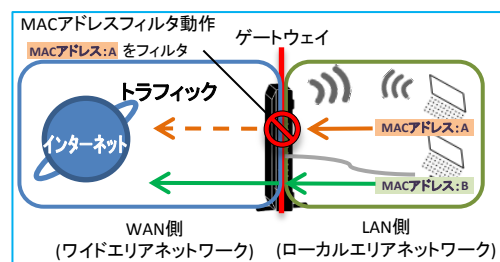 MACアドレスフィルタ動作
MACアドレス:A をフィルタ
ゲートウェイ
トラフィック
インターネット
MACアドレス:A
MACアドレス:B
WAN側
(ワイドエリアネットワーク)
LAN側
(ローカルエリアネットワーク)